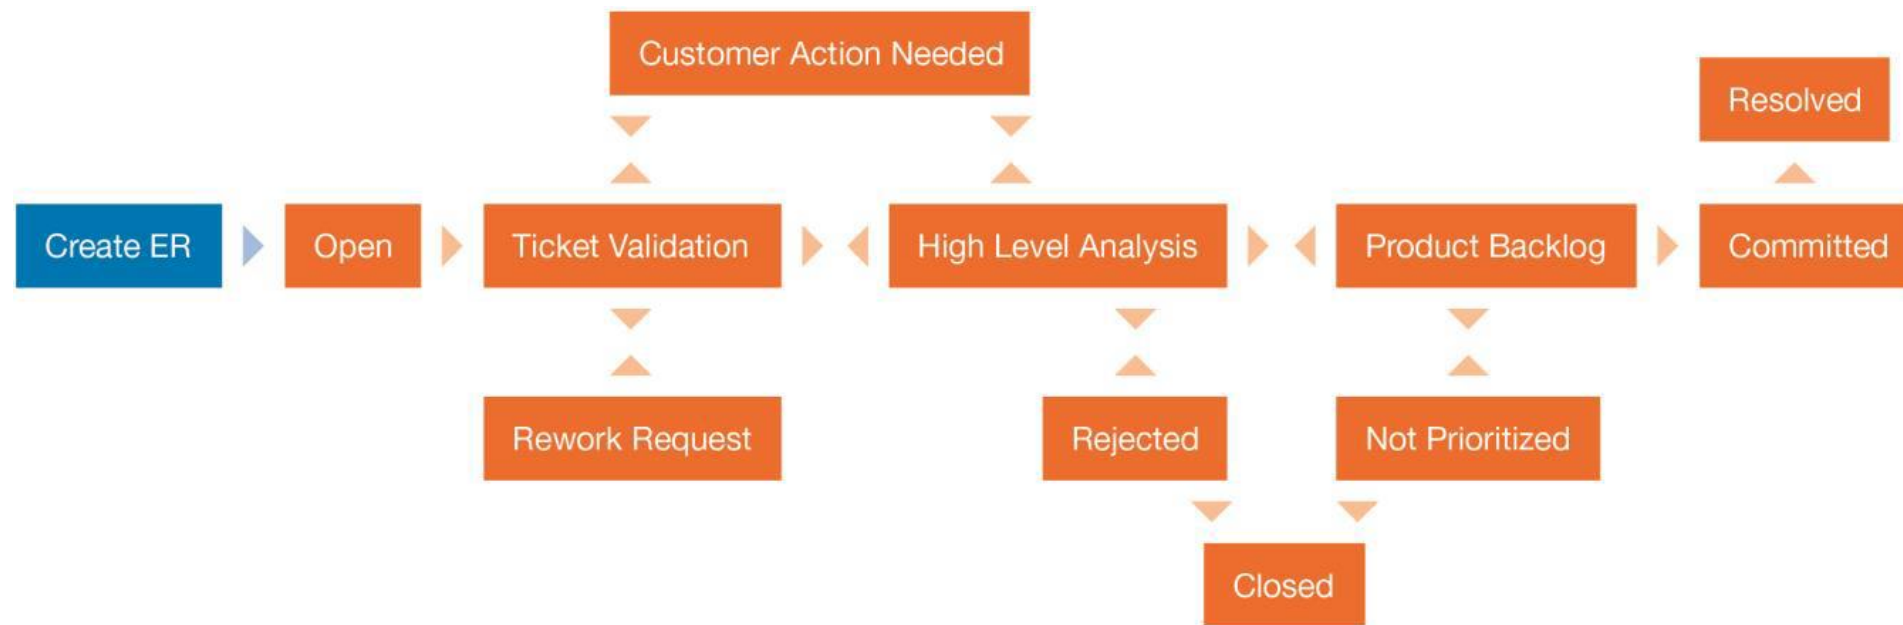 Customer Action Needed
Resolved
Create ER
Open
Ticket Validation
High Level Analysis
Product Backlog
Committed
Rework Request
Rejected
Not Prioritized
Closed